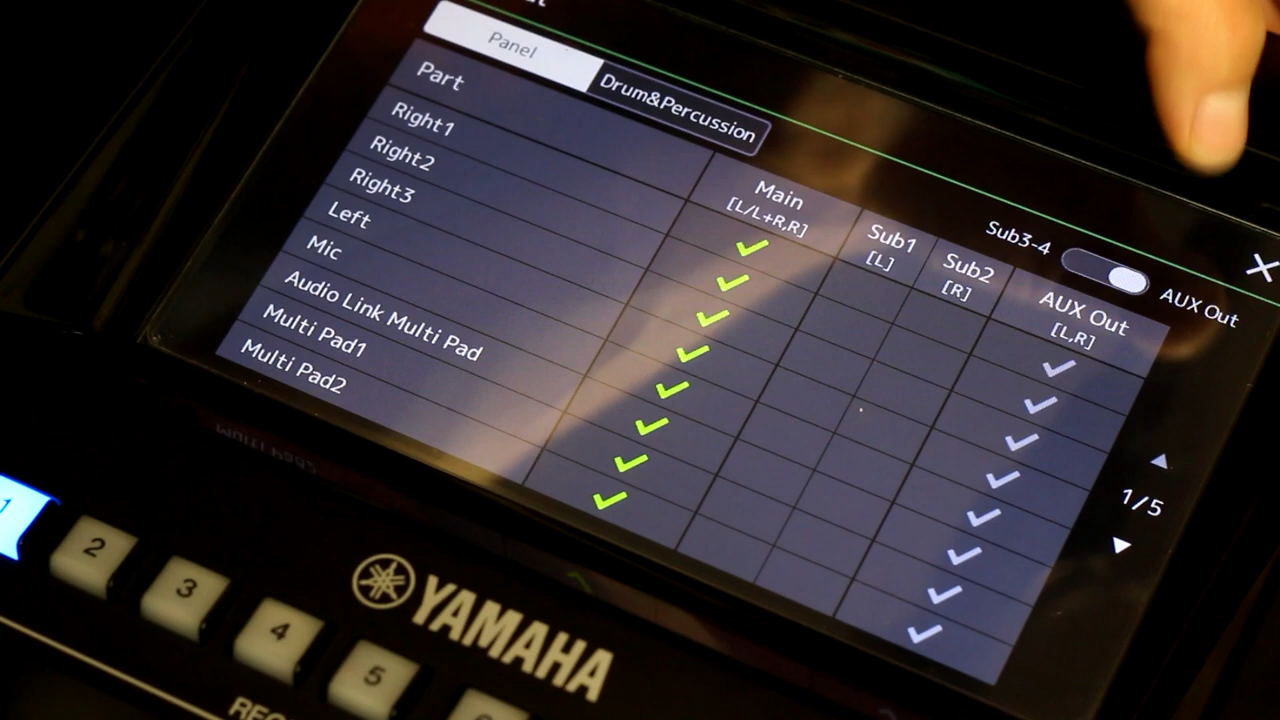 Panel
Drum&Percussion
Part
Main
[L/L+R,R]
Sub1
[L]
Sub2
[R]
Sub3-4
AUX Out
AUX Out
[L,R]
Right1
Right2
Right3
Left
Mic
Audio Link Multi Pad
Multi Pad1
Multi Pad2
1/5
1
2
3
4
5
YAMAHA